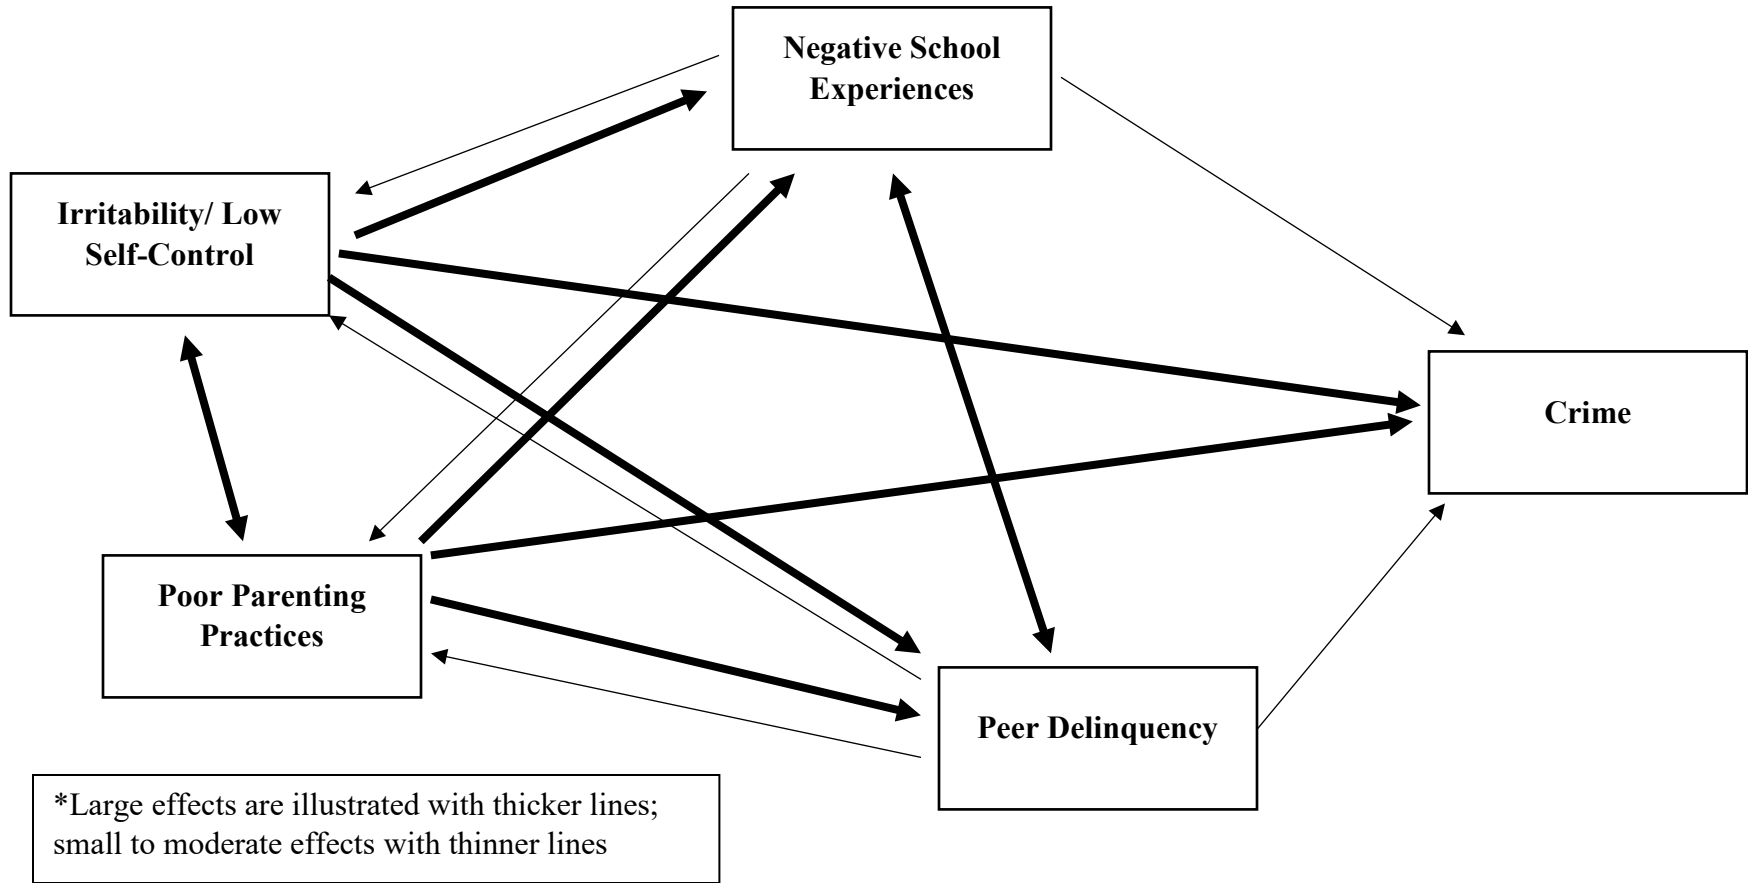 Negative School
Experiences
Irritability/ Low
Self-Control
Crime
Poor Parenting
Practices
Peer Delinquency
*Large effects are illustrated with thicker lines;
small to moderate effects with thinner lines